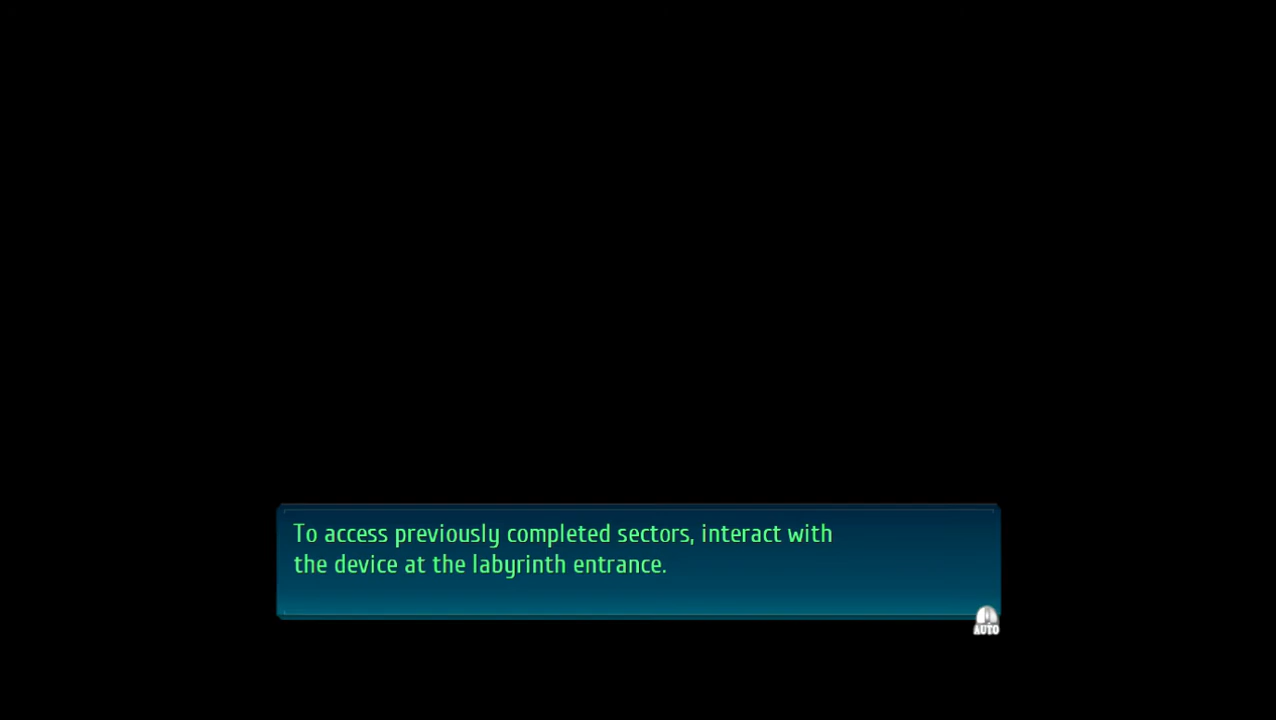 To access previously completed sectors, interact with
the device at the labyrinth entrance.
AUTO